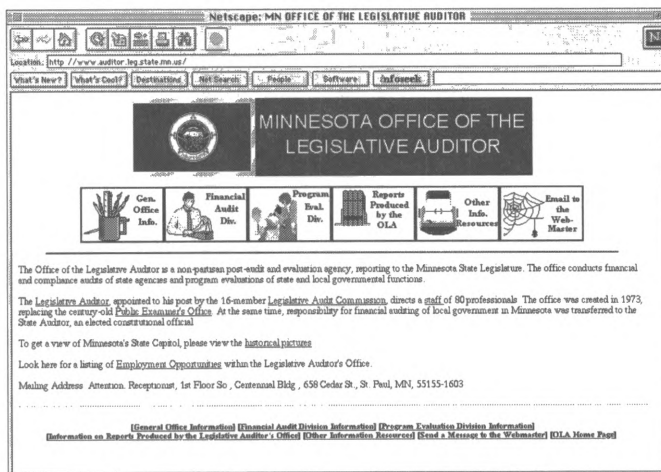 Netscape: MN OFFICE OF THE LEGISLATIVE AUDITOR
N
Location: http://www.auditor.leg.state.mn.us/
What's New? What's Cool? Destinations Net Search People Software infoseek
MINNESOTA OFFICE OF THE
LEGISLATIVE AUDITOR
Gen. Office Info.
Financial Audit Div.
Program Eval. Div.
Reports Produced by the OLA
Other Info. Resources
Email to the Web-Master
The Office of the Legislative Auditor is a non-partisan post-audit and evaluation agency, reporting to the Minnesota State Legislature. The office conducts financial
and compliance audits of state agencies and program evaluations of state and local governmental functions.
The Legislative Auditor, appointed to his post by the 16-member Legislative Audit Commission, directs a staff of 80 professionals. The office was created in 1973,
replacing the century-old Public Examiner's Office. At the same time, responsibility for financial auditing of local government in Minnesota was transferred to the
State Auditor, an elected constitutional official
To get a view of Minnesota's State Capitol, please view the historical pictures
Look here for a listing of Employment Opportunities within the Legislative Auditor's Office.
Mailing Address Attention. Receptionist, 1st Floor So, Centennial Bldg, 658 Cedar St., St. Paul, MN, 55155-1603
[General Office Information] [Financial Audit Division Information] [Program Evaluation Division Information]
[Information on Reports Produced by the Legislative Auditor's Office] [Other Information Resources] [Send a Message to the Webmaster] [OLA Home Page]